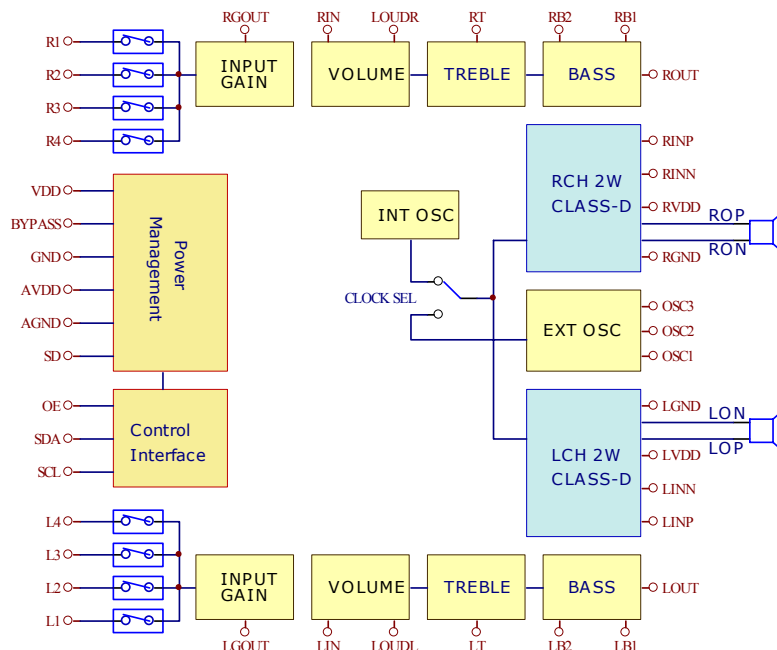 RGOUT RIN LOUDR RT RB2 RB1
R1
R2
R3
R4
INPUT
GAIN
VOLUME
TREBLE
BASS
ROUT
VDD
BYPASS
GND
AVDD
AGND
SD
Power
Management
OE
SDA
SCL
Control
Interface
INT OSC
CLOCK SEL
RCH 2W
CLASS-D
RINP
RINN
RVDD
RGND
ROP
RON
EXT OSC
OSC3
OSC2
OSC1
LCH 2W
CLASS-D
LGND
LVDD
LINN
LINP
LON
LOP
L4
L3
L2
L1
INPUT
GAIN
VOLUME
TREBLE
BASS
LOUT
LGOUT LIN LOUDL LT LB2 LB1